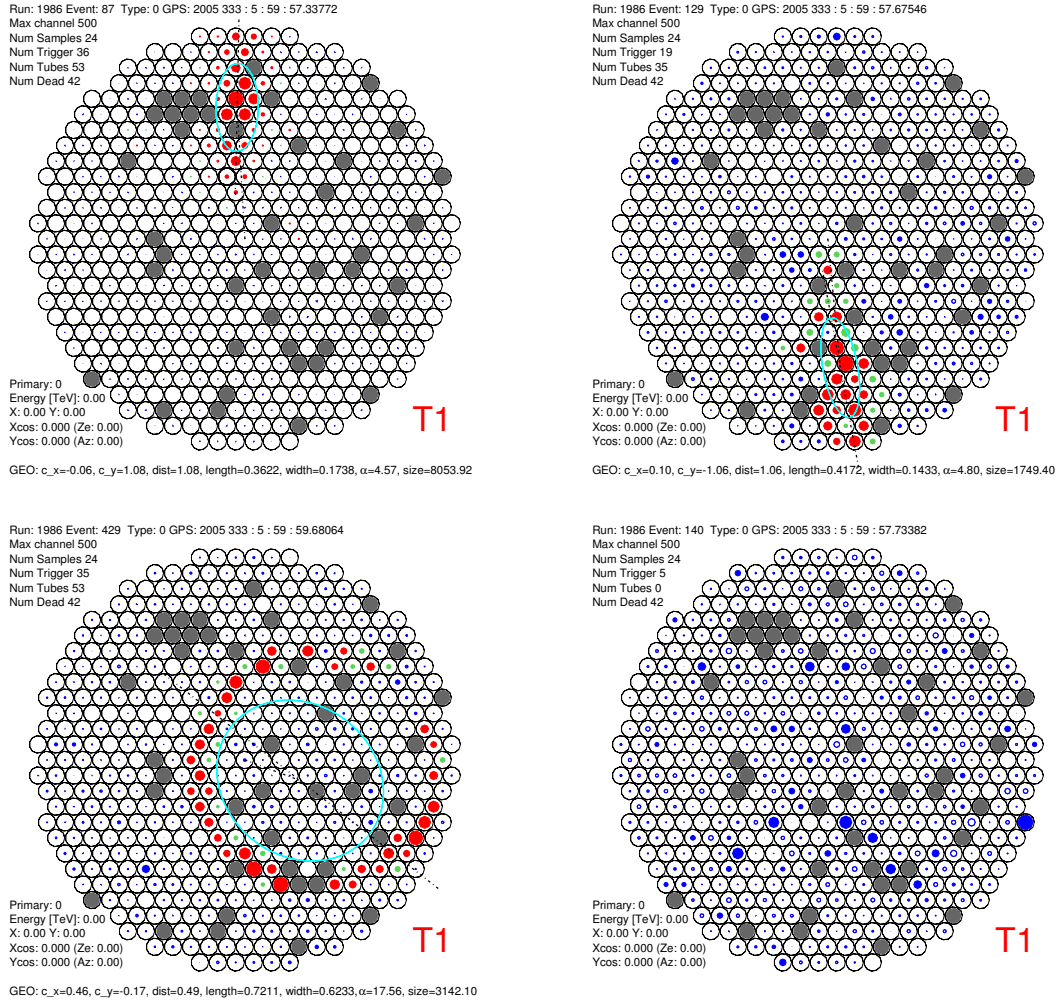 Run: 1986 Event: 87 Type: 0 GPS: 2005 333 : 5 : 59 : 57.33772
Max channel 500
Num Samples 24
Num Trigger 36
Num Tubes 53
Num Dead 42
Primary: 0
Energy [TeV]: 0.00
X: 0.00 Y: 0.00
Xcos: 0.000 (Ze: 0.00)
Ycos: 0.000 (Az: 0.00)
T1
GEO: c_x=-0.06, c_y=1.08, dist=1.08, length=0.3622, width=0.1738, α=4.57, size=8053.92
Run: 1986 Event: 129 Type: 0 GPS: 2005 333 : 5 : 59 : 57.67546
Max channel 500
Num Samples 24
Num Trigger 19
Num Tubes 35
Num Dead 42
Primary: 0
Energy [TeV]: 0.00
X: 0.00 Y: 0.00
Xcos: 0.000 (Ze: 0.00)
Ycos: 0.000 (Az: 0.00)
T1
GEO: c_x=0.10, c_y=-1.06, dist=1.06, length=0.4172, width=0.1433, α=4.80, size=1749.40
Run: 1986 Event: 429 Type: 0 GPS: 2005 333 : 5 : 59 : 59.68064
Max channel 500
Num Samples 24
Num Trigger 35
Num Tubes 53
Num Dead 42
Primary: 0
Energy [TeV]: 0.00
X: 0.00 Y: 0.00
Xcos: 0.000 (Ze: 0.00)
Ycos: 0.000 (Az: 0.00)
T1
GEO: c_x=0.46, c_y=-0.17, dist=0.49, length=0.7211, width=0.6233, α=17.56, size=3142.10
Run: 1986 Event: 140 Type: 0 GPS: 2005 333 : 5 : 59 : 57.73382
Max channel 500
Num Samples 24
Num Trigger 5
Num Tubes 0
Num Dead 42
Primary: 0
Energy [TeV]: 0.00
X: 0.00 Y: 0.00
Xcos: 0.000 (Ze: 0.00)
Ycos: 0.000 (Az: 0.00)
T1